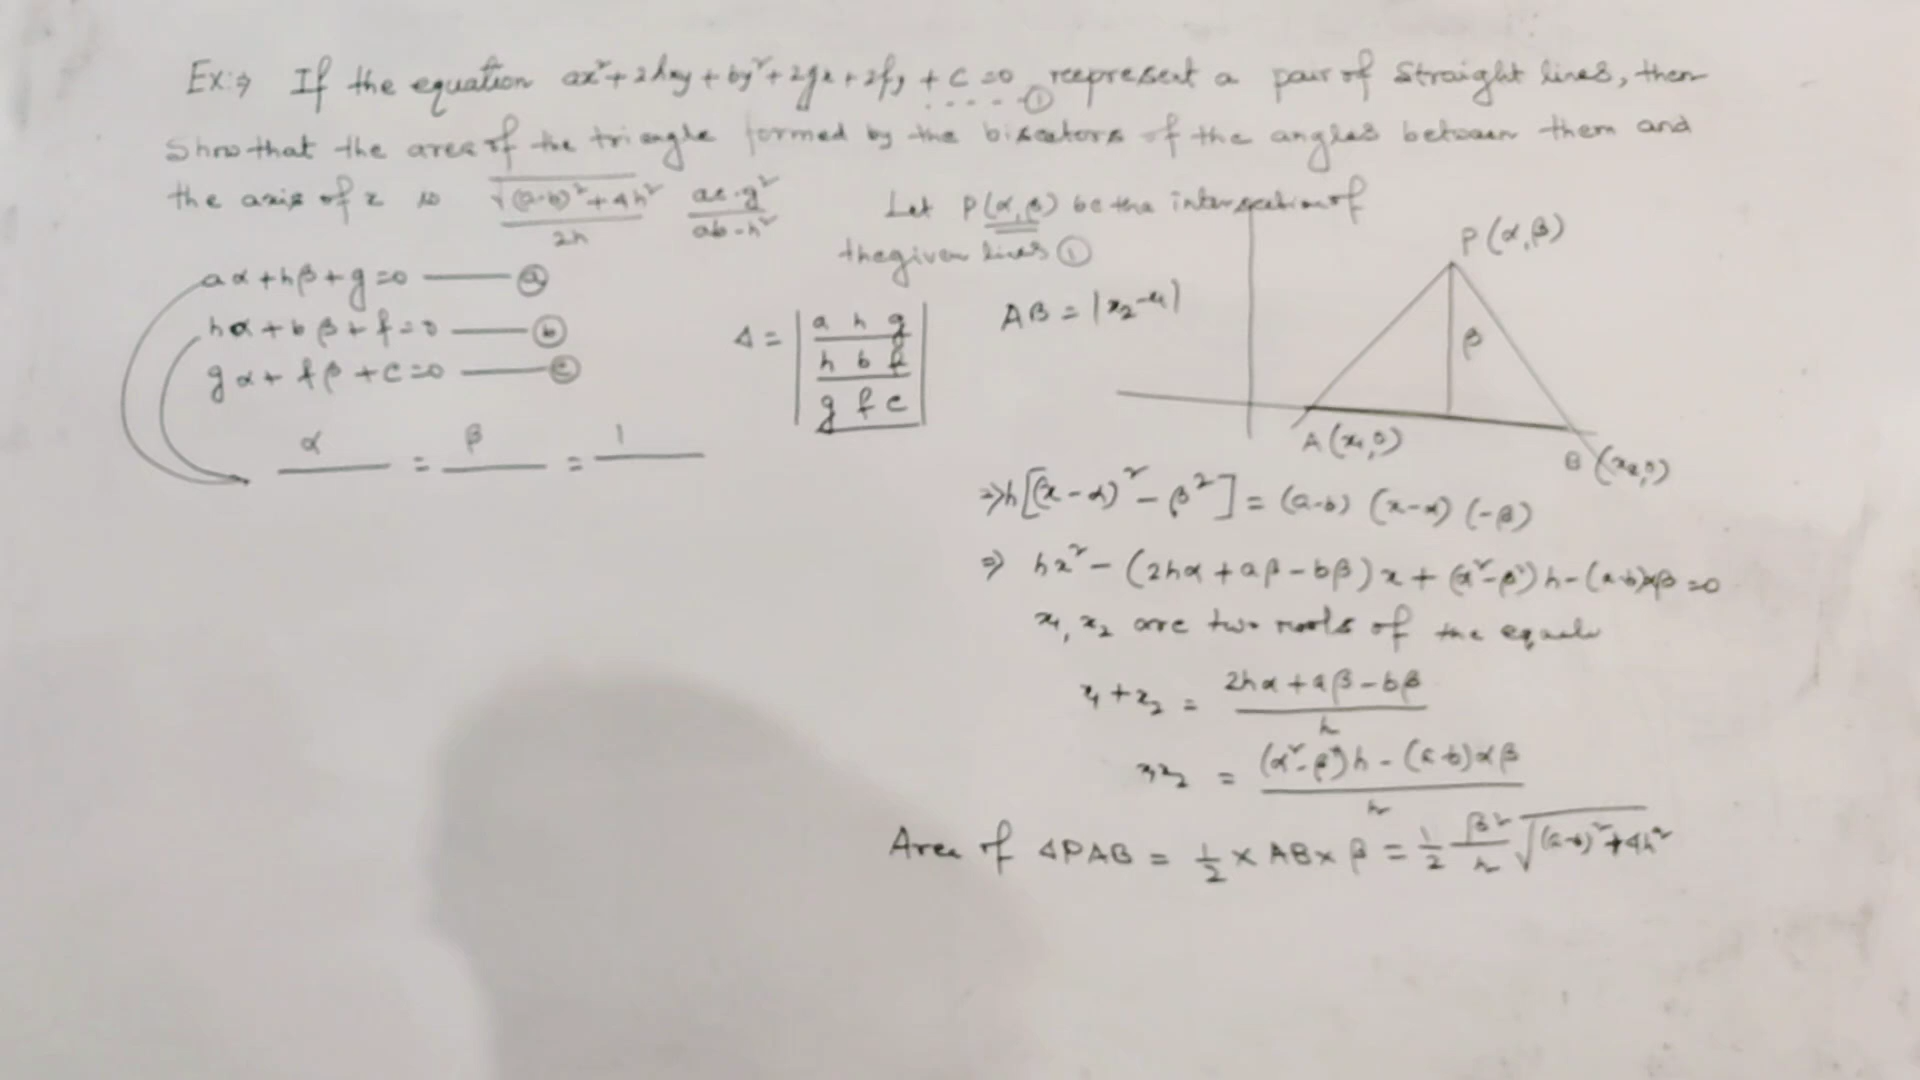 Ex:⇒ If the equation ax²+2hxy+by²+2gx+2fy+c=0 represent a pair of straight lines, then
.....①
Show that the area of the triangle formed by the bisectors of the angles between them and
the axis of x is √(a-b)²+4h² / 2h  ac-g² / ab-h²
Let P(α,β) be the intersection of
the given lines ①
aα+hβ+g=0 —— ⓐ
hα+bβ+f=0 —— ⓑ
gα+fβ+c=0 —— ⓒ
α/ = β/ = 1/
Δ = | a h g
h b f
g f c |
AB = |x₂-x₁|
P(α,β)
β
A(x₁,0)
B(x₂,0)
⇒h[(x-α)²-β²] = (a-b) (x-α) (-β)
⇒ hx²-(2hα+aβ-bβ)x+(α²-β²)h-(a-b)αβ=0
x₁, x₂ are two roots of the equati
x₁+x₂ = 2hα+aβ-bβ / h
x₁x₂ = (α²-β²)h-(a-b)αβ / h
Area of ΔPAB = 1/2 × AB× β = 1/2 β²/h √(a-b)²+4h²